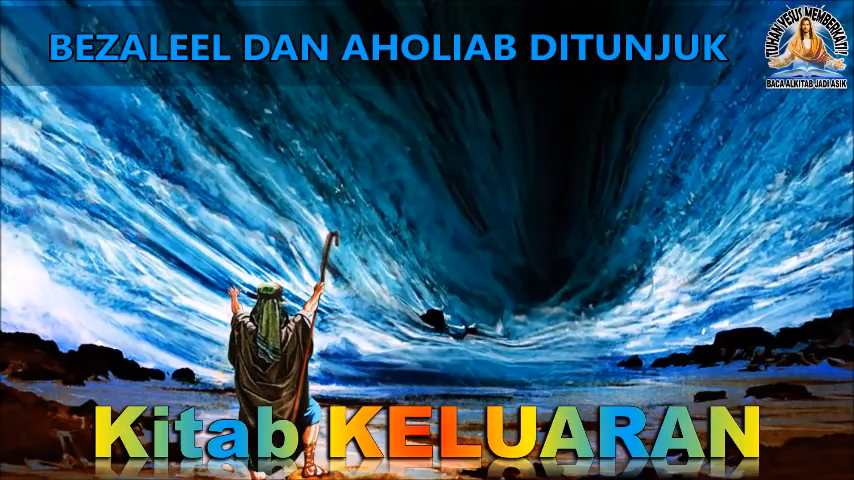 BEZALEEL DAN AHOLIAB DITUNJUK
TUHAN YESUS MEMBERKATI!
BACA ALKITAB JADI ASIK
Kitab KELUARAN